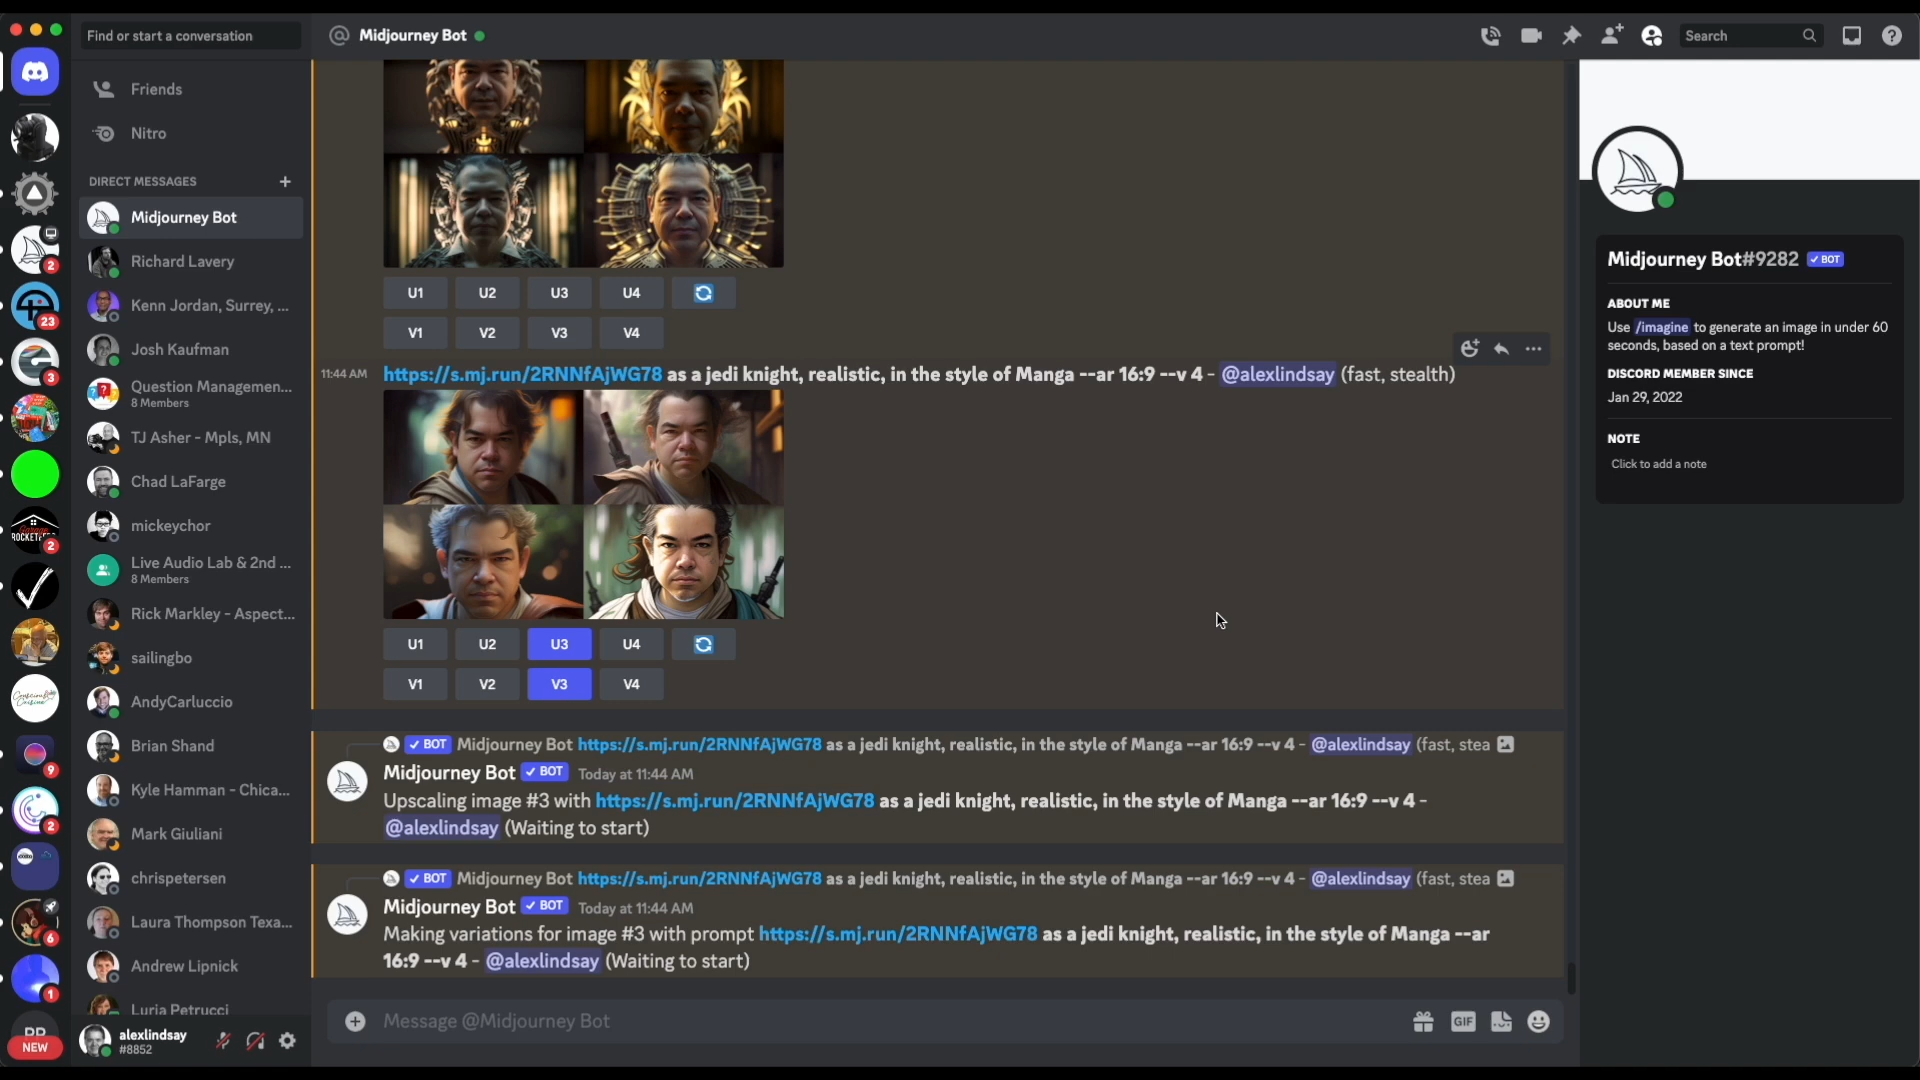 Find or start a conversation
Midjourney Bot
Search
Friends
Nitro
DIRECT MESSAGES
Midjourney Bot
Richard Lavery
Kenn Jordan, Surrey, ...
Josh Kaufman
Question Managemen...
8 Members
TJ Asher - Mpls, MN
Chad LaFarge
mickeychor
Live Audio Lab & 2nd ...
8 Members
Rick Markley - Aspect...
sailingbo
AndyCarluccio
Brian Shand
Kyle Hamman - Chica...
Mark Giuliani
chrispetersen
Laura Thompson Texa...
Andrew Lipnick
Luria Petrucci
alexlindsay
#8852
2
23
3
ROCKET
2
9
2
6
1
NEW
U1 U2 U3 U4
V1 V2 V3 V4
11:44 AM https://s.mj.run/2RNNfAjWG78 as a jedi knight, realistic, in the style of Manga --ar 16:9 --v 4 - @alexlindsay (fast, stealth)
U1 U2 U3 U4
V1 V2 V3 V4
BOT Midjourney Bot https://s.mj.run/2RNNfAjWG78 as a jedi knight, realistic, in the style of Manga --ar 16:9 --v 4 - @alexlindsay (fast, stea
Midjourney Bot BOT Today at 11:44 AM
Upscaling image #3 with https://s.mj.run/2RNNfAjWG78 as a jedi knight, realistic, in the style of Manga --ar 16:9 --v 4 -
@alexlindsay (Waiting to start)
BOT Midjourney Bot https://s.mj.run/2RNNfAjWG78 as a jedi knight, realistic, in the style of Manga --ar 16:9 --v 4 - @alexlindsay (fast, stea
Midjourney Bot BOT Today at 11:44 AM
Making variations for image #3 with prompt https://s.mj.run/2RNNfAjWG78 as a jedi knight, realistic, in the style of Manga --ar
16:9 --v 4 - @alexlindsay (Waiting to start)
Message @Midjourney Bot
GIF
Midjourney Bot#9282 BOT
ABOUT ME
Use /imagine to generate an image in under 60
seconds, based on a text prompt!
DISCORD MEMBER SINCE
Jan 29, 2022
NOTE
Click to add a note